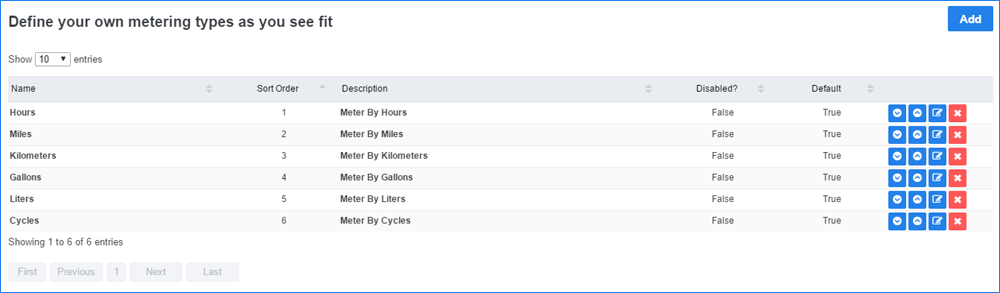 Define your own metering types as you see fit
Add
Show 10 entries
Name Sort Order Description Disabled? Default
Hours 1 Meter By Hours False True
Miles 2 Meter By Miles False True
Kilometers 3 Meter By Kilometers False True
Gallons 4 Meter By Gallons False True
Liters 5 Meter By Liters False True
Cycles 6 Meter By Cycles False True
Showing 1 to 6 of 6 entries
First Previous 1 Next Last